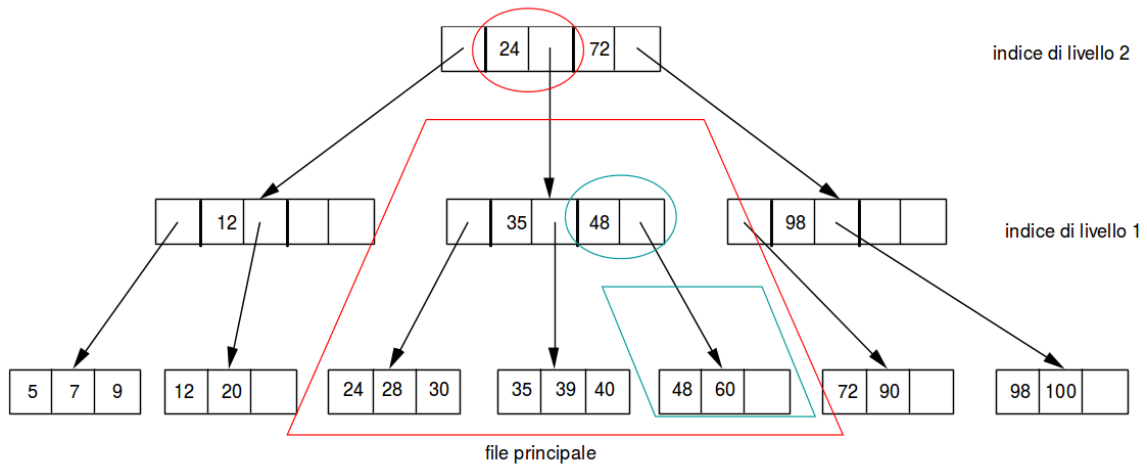 24 72
indice di livello 2
12
35 48
98
indice di livello 1
5 7 9
12 20
24 28 30
35 39 40
48 60
72 90
98 100
file principale